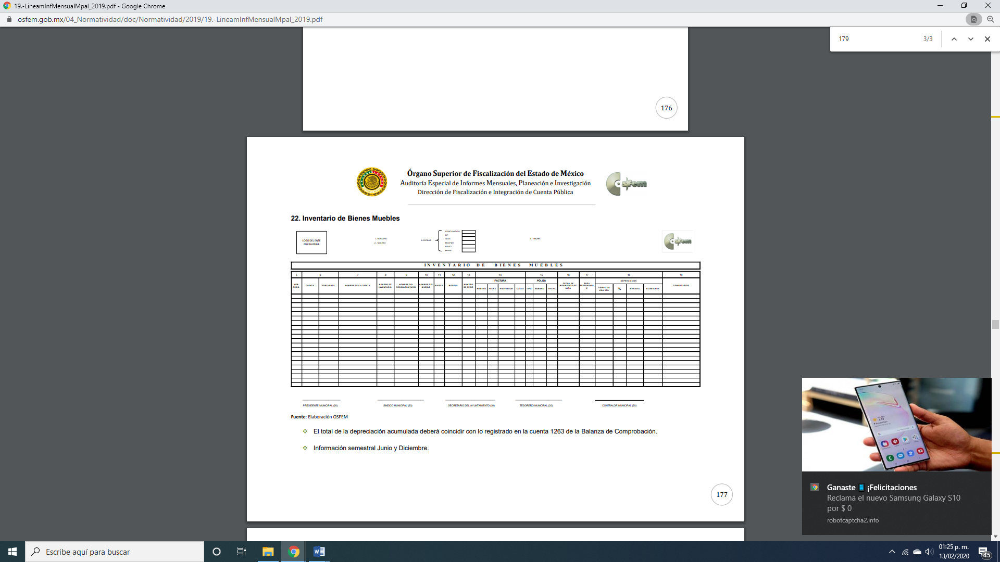 19.-LineamInfMensualMpal_2019.pdf - Google Chrome
osfem.gob.mx/04_Normatividad/doc/Normatividad/2019/19.-LineamInfMensualMpal_2019.pdf
179
3/3
176
Órgano Superior de Fiscalización del Estado de México
Auditoría Especial de Informes Mensuales, Planeación e Investigación
Dirección de Fiscalización e Integración de Cuenta Pública
osfem
22. Inventario de Bienes Muebles
LOGO DEL ENTE
FISCALIZABLE
1.- MUNICIPIO
2.- NÚMERO
3.-ENTIDAD
AYUNTAMIENTO
DIF
ODAS
4.- FECHA:
osfem
INVENTARIO DE BIENES MUEBLES
5 6 7 8 9 10 11 12 13 14 15 16 17 18 19
NÚM. PROG.
CUENTA
SUBCUENTA
NOMBRE DE LA CUENTA
NÚMERO DE INVENTARIO
NOMBRE DEL RESGUARDATARIO
NOMBRE DEL MUEBLE
MARCA
MODELO
NÚMERO DE SERIE
FACTURA
NÚMERO FECHA PROVEEDOR COSTO
PÓLIZA
TIPO NÚMERO FECHA
FECHA DE MOVIMIENTO DE ALTA
ÁREA RESPONSABLE
DEPRECIACIÓN
TIEMPO DE VIDA ÚTIL % MENSUAL ACUMULADA
COMENTARIOS
PRESIDENTE MUNICIPAL (20)
SINDICO MUNICIPAL (20)
SECRETARIO DEL AYUNTAMIENTO (20)
TESORERO MUNICIPAL (20)
CONTRALOR MUNICIPAL (20)
Fuente: Elaboración OSFEM
El total de la depreciación acumulada deberá coincidir con lo registrado en la cuenta 1263 de la Balanza de Comprobación.
Información semestral Junio y Diciembre.
177
28°
Ganaste ¡Felicitaciones
Reclama el nuevo Samsung Galaxy S10
por $ 0
robotcaptcha2.info
Escribe aquí para buscar
01:25 p. m.
13/02/2020
45